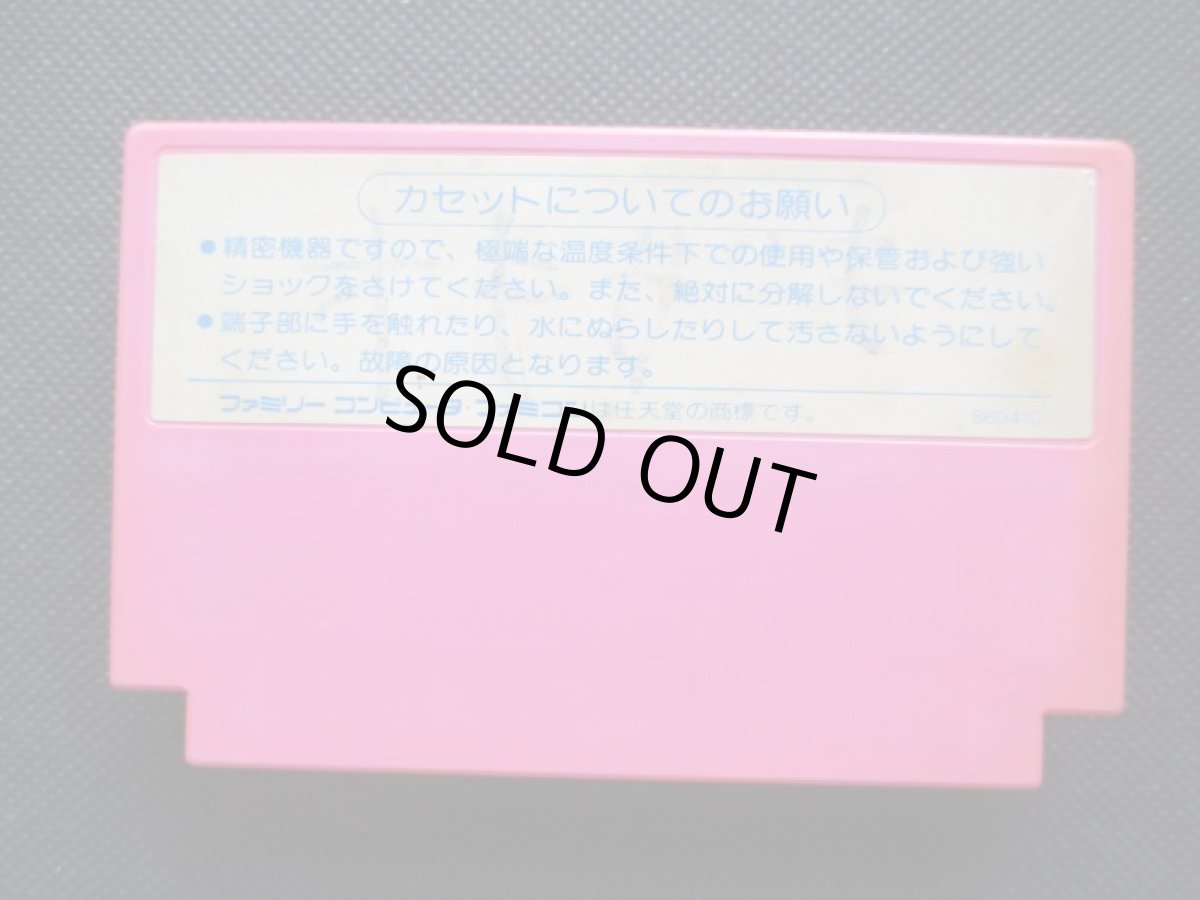 カセットについてのお願い
●精密機器ですので、極端な温度条件下での使用や保管および強い
ショックをさけてください。また、絶対に分解しないでください。
●端子部に手を触れたり、水にぬらしたりして汚さないようにして
ください。故障の原因となります。
ファミリーコンピュータ・ファミコンは任天堂の商標です。 860410
SOLD OUT